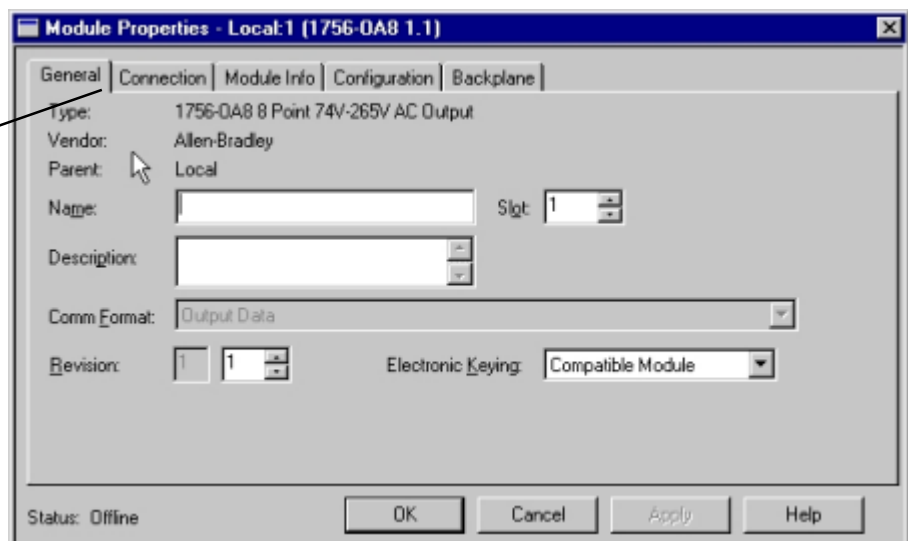 Module Properties - Local:1 (1756-OA8 1.1)
General Connection Module Info Configuration Backplane
Type: 1756-OA8 8 Point 74V-265V AC Output
Vendor: Allen-Bradley
Parent: Local
Name: Slot: 1
Description:
Comm Format: Output Data
Revision: 1 1 Electronic Keying: Compatible Module
Status: Offline OK Cancel Apply Help